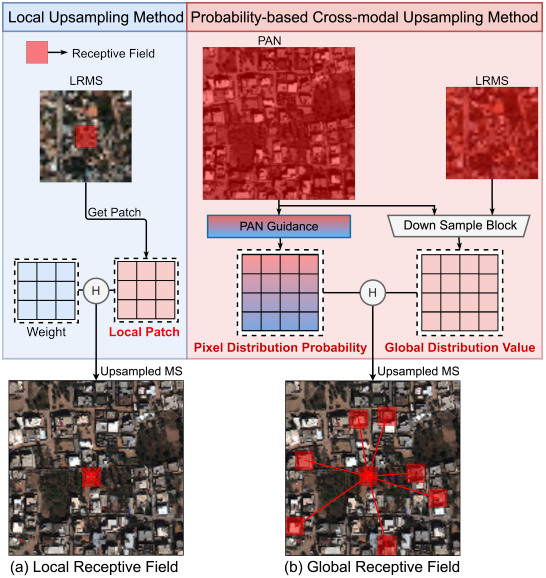 Local Upsampling Method
Probability-based Cross-modal Upsampling Method
Receptive Field
LRMS
Get Patch
Weight
H
Local Patch
Upsampled MS
(a) Local Receptive Field
PAN
LRMS
PAN Guidance
Down Sample Block
H
Pixel Distribution Probability
Global Distribution Value
Upsampled MS
(b) Global Receptive Field